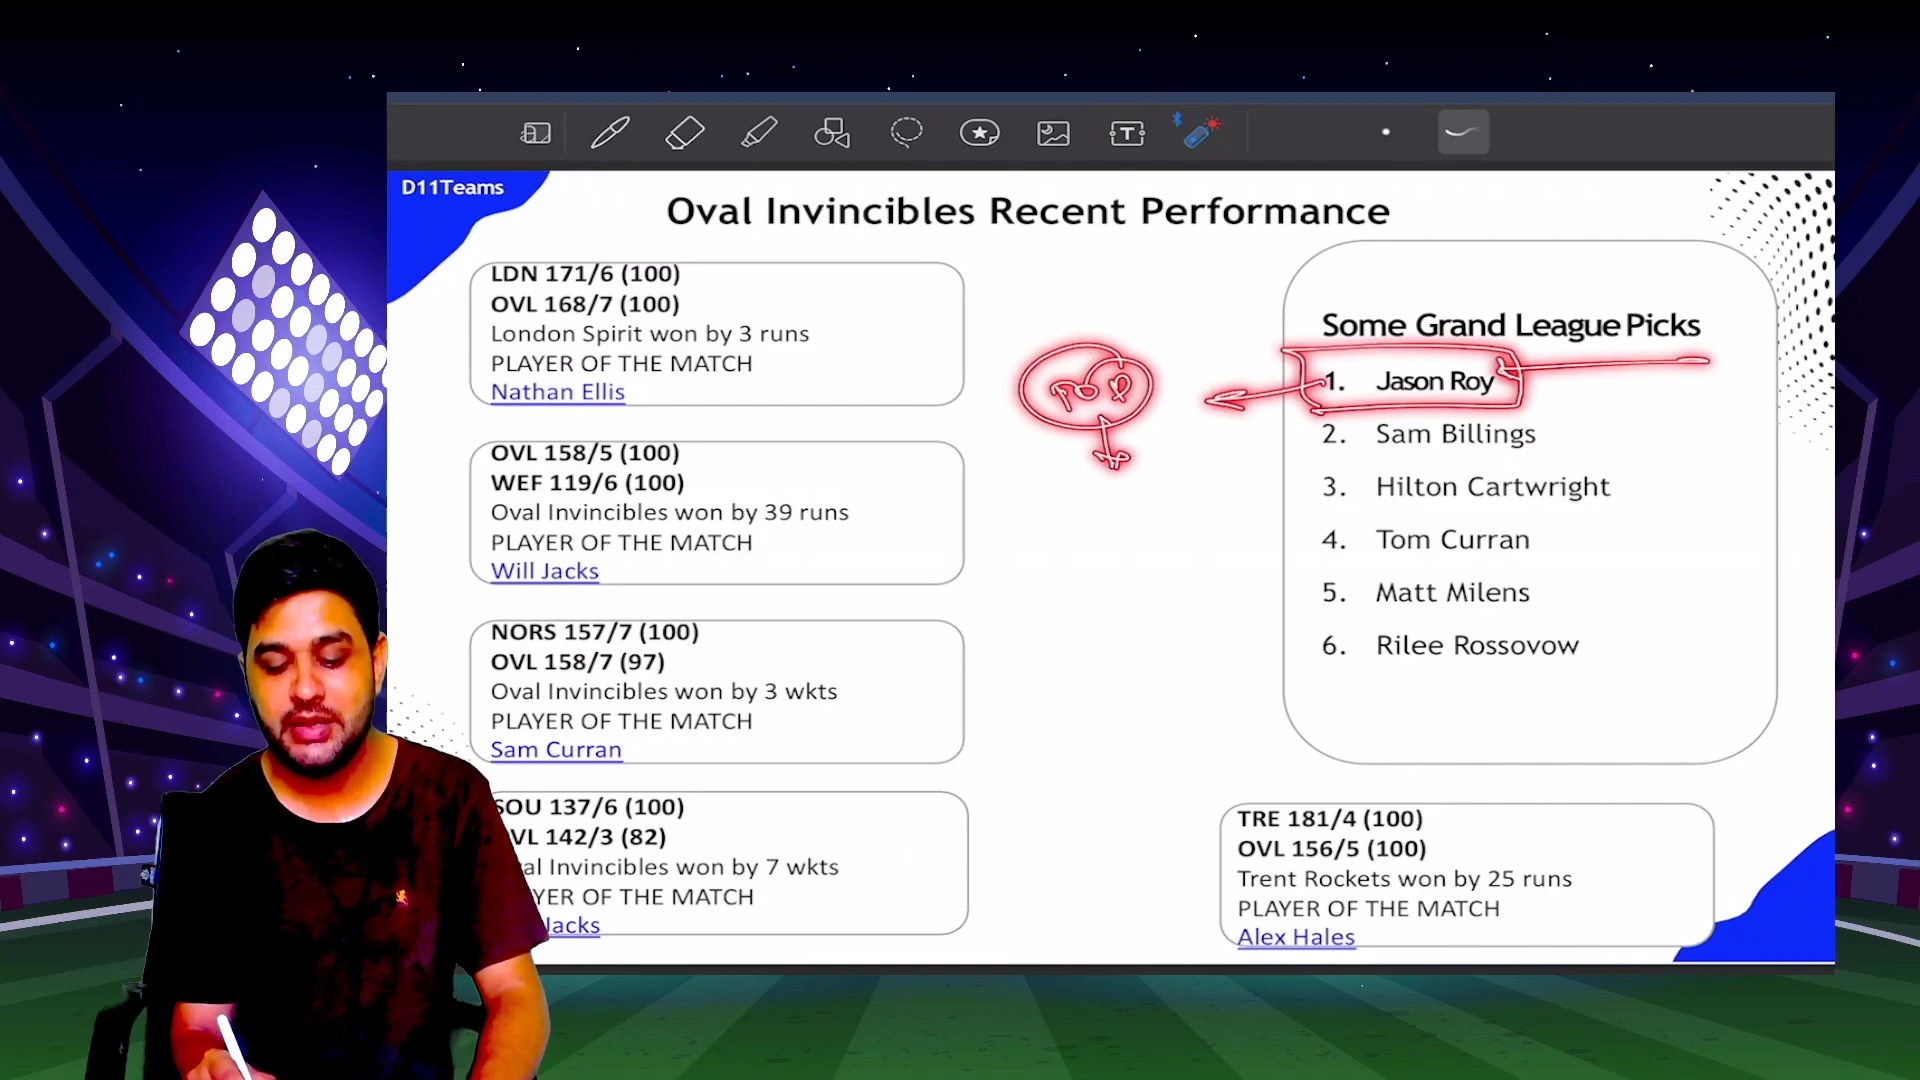 D11Teams
Oval Invincibles Recent Performance
LDN 171/6 (100)
OVL 168/7 (100)
London Spirit won by 3 runs
PLAYER OF THE MATCH
Nathan Ellis
OVL 158/5 (100)
WEF 119/6 (100)
Oval Invincibles won by 39 runs
PLAYER OF THE MATCH
Will Jacks
NORS 157/7 (100)
OVL 158/7 (97)
Oval Invincibles won by 3 wkts
PLAYER OF THE MATCH
Sam Curran
SOU 137/6 (100)
VL 142/3 (82)
al Invincibles won by 7 wkts
YER OF THE MATCH
Jacks
Some Grand League Picks
1. Jason Roy
2. Sam Billings
3. Hilton Cartwright
4. Tom Curran
5. Matt Milens
6. Rilee Rossovow
TRE 181/4 (100)
OVL 156/5 (100)
Trent Rockets won by 25 runs
PLAYER OF THE MATCH
Alex Hales